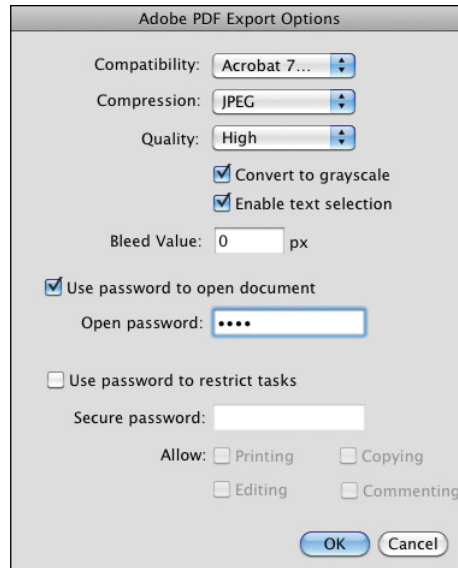 Adobe PDF Export Options
Compatibility: Acrobat 7...
Compression: JPEG
Quality: High
Convert to grayscale
Enable text selection
Bleed Value: 0 px
Use password to open document
Open password: ••••
Use password to restrict tasks
Secure password:
Allow: Printing Copying
Editing Commenting
OK Cancel